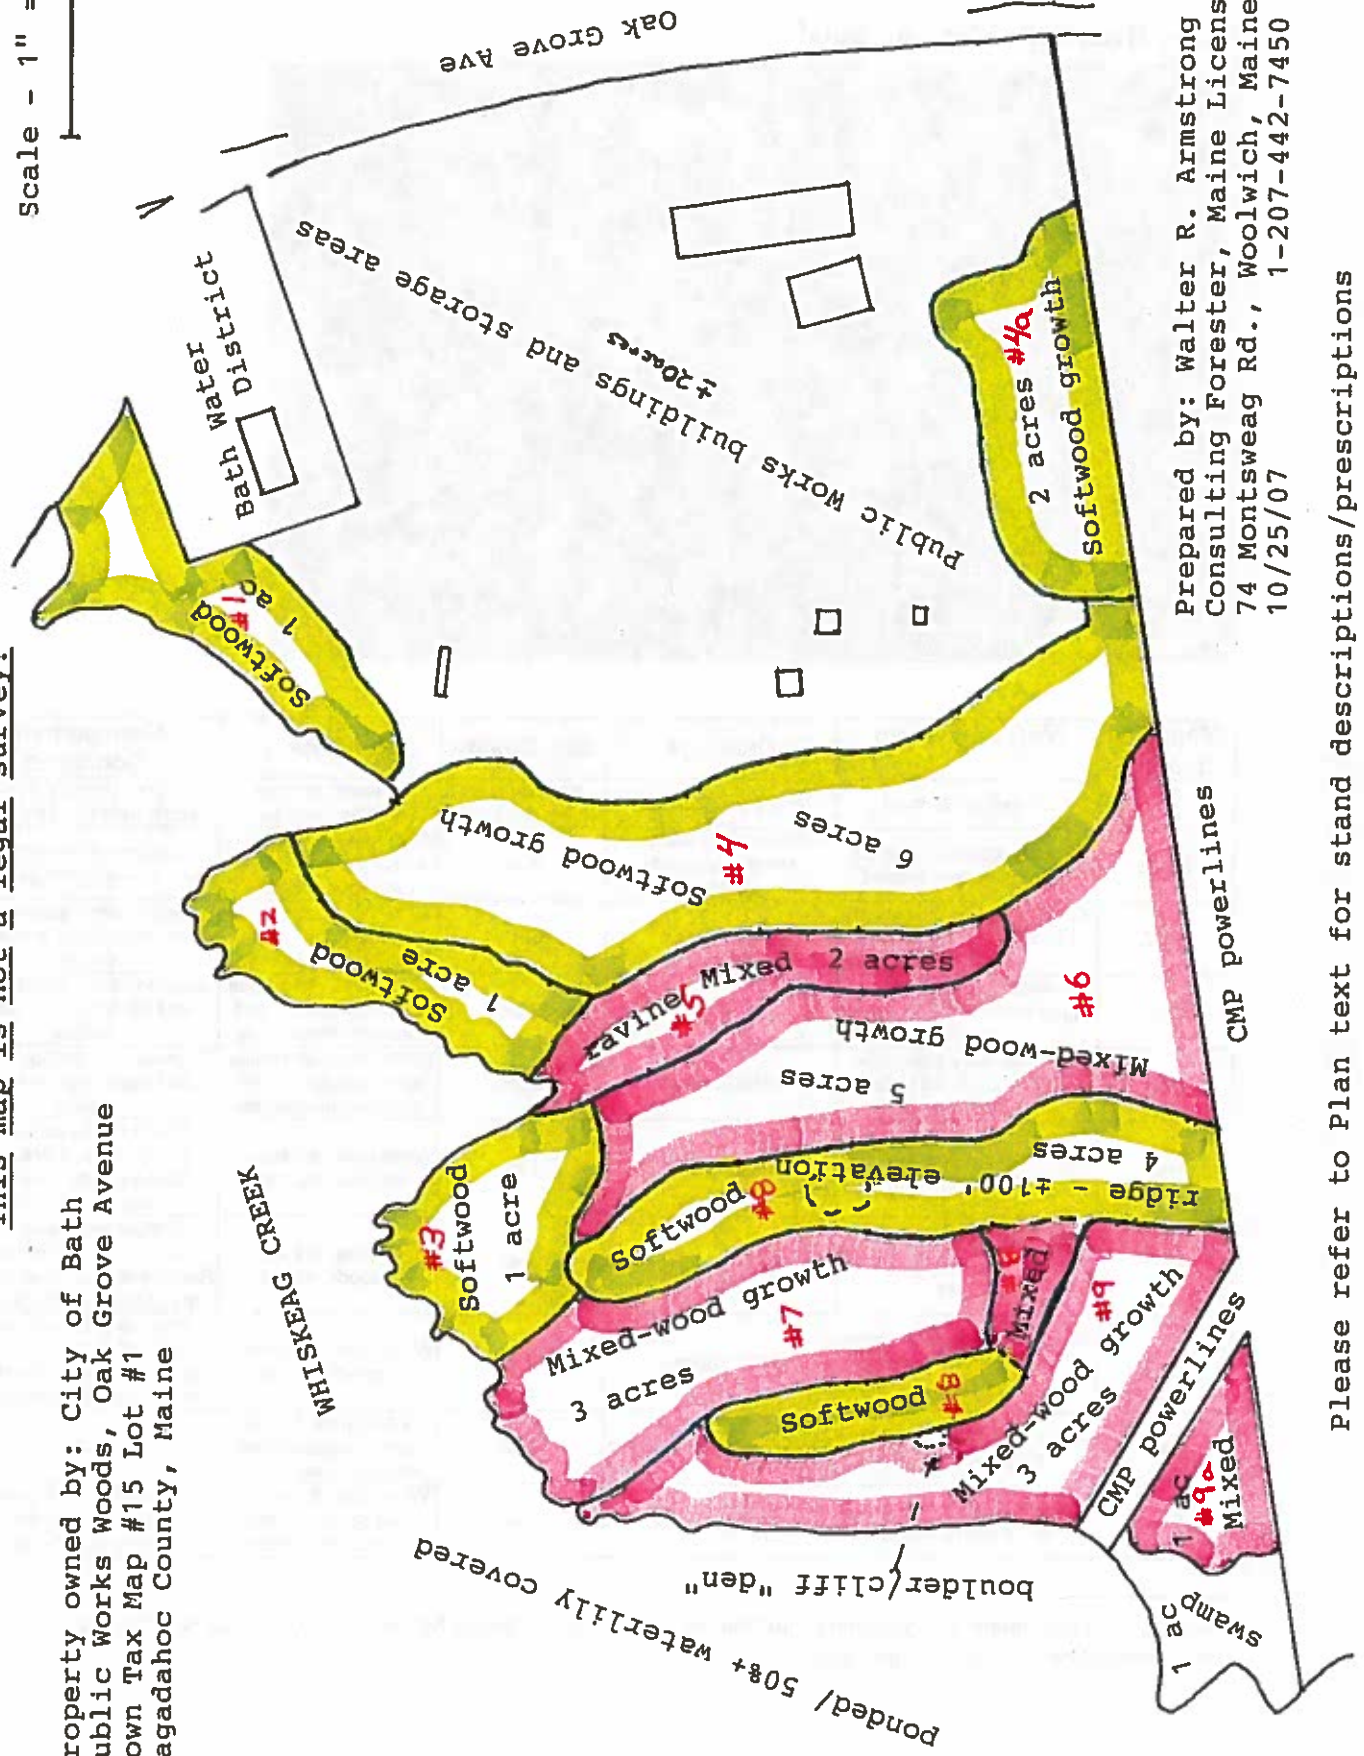 Scale - 1" =
This map is not a legal survey.
roperty owned by: City of Bath
ublic Works Woods, Oak Grove Avenue
own Tax Map #15 Lot #1
agadahoc County, Maine
Oak Grove Ave
Bath Water
District
Public Works buildings and storage areas
± 20 acres
#1
Softwood
1 ac
#2
Softwood
1 acre
#3
Softwood
1 acre
Softwood growth
#4
6 acres
2 acres #4a
Softwood growth
ravine Mixed 2 acres
#5
Mixed-wood growth
5 acres
#6
Mixed-wood growth
3 acres
#7
Softwood #8
ridge - ±100' elevation
4 acres
#8
Mixed
Softwood #8
#9
Mixed-wood growth
3 acres
1 ac
#9a
Mixed
CMP powerlines
CMP powerlines
1 ac
swamp
boulder/cliff "den"
ponded/ 50%+ waterlily covered
WHISKEAG CREEK
Prepared by: Walter R. Armstrong
Consulting Forester, Maine Licens
74 Montsweag Rd., Woolwich, Maine
10/25/07 1-207-442-7450
Please refer to Plan text for stand descriptions/prescriptions